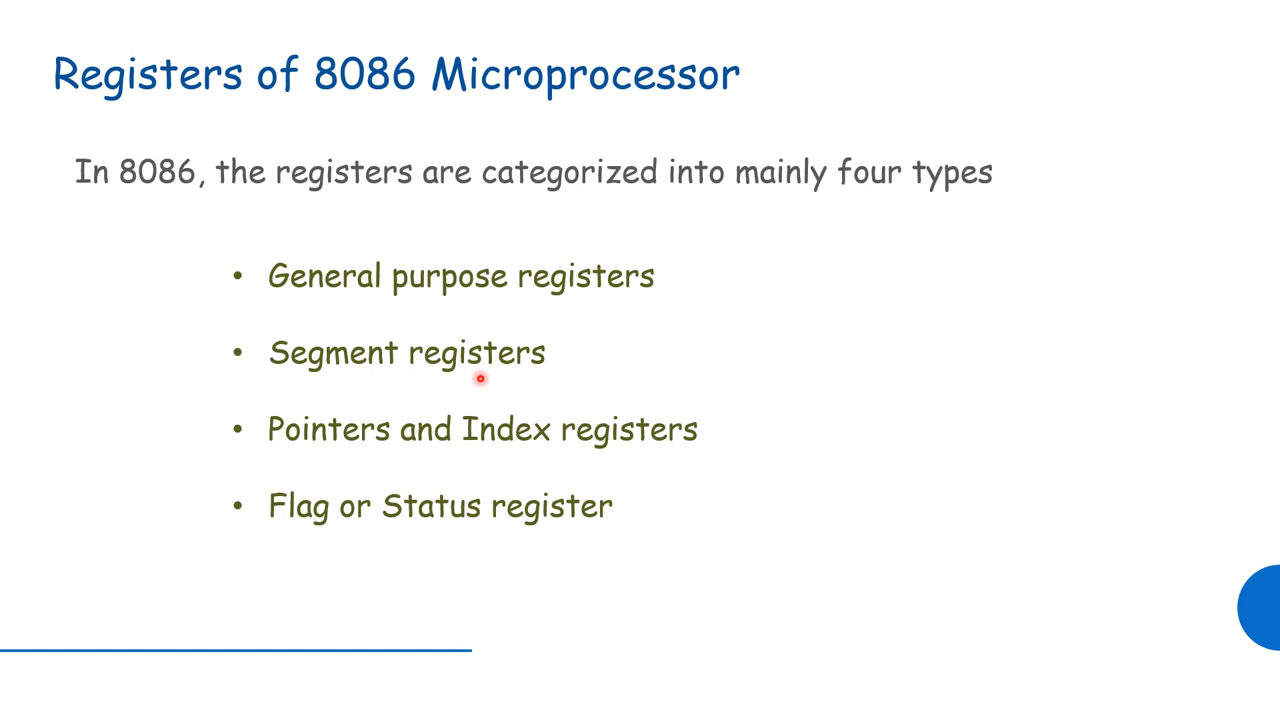 Registers of 8086 Microprocessor
In 8086, the registers are categorized into mainly four types
• General purpose registers
• Segment registers
• Pointers and Index registers
• Flag or Status register